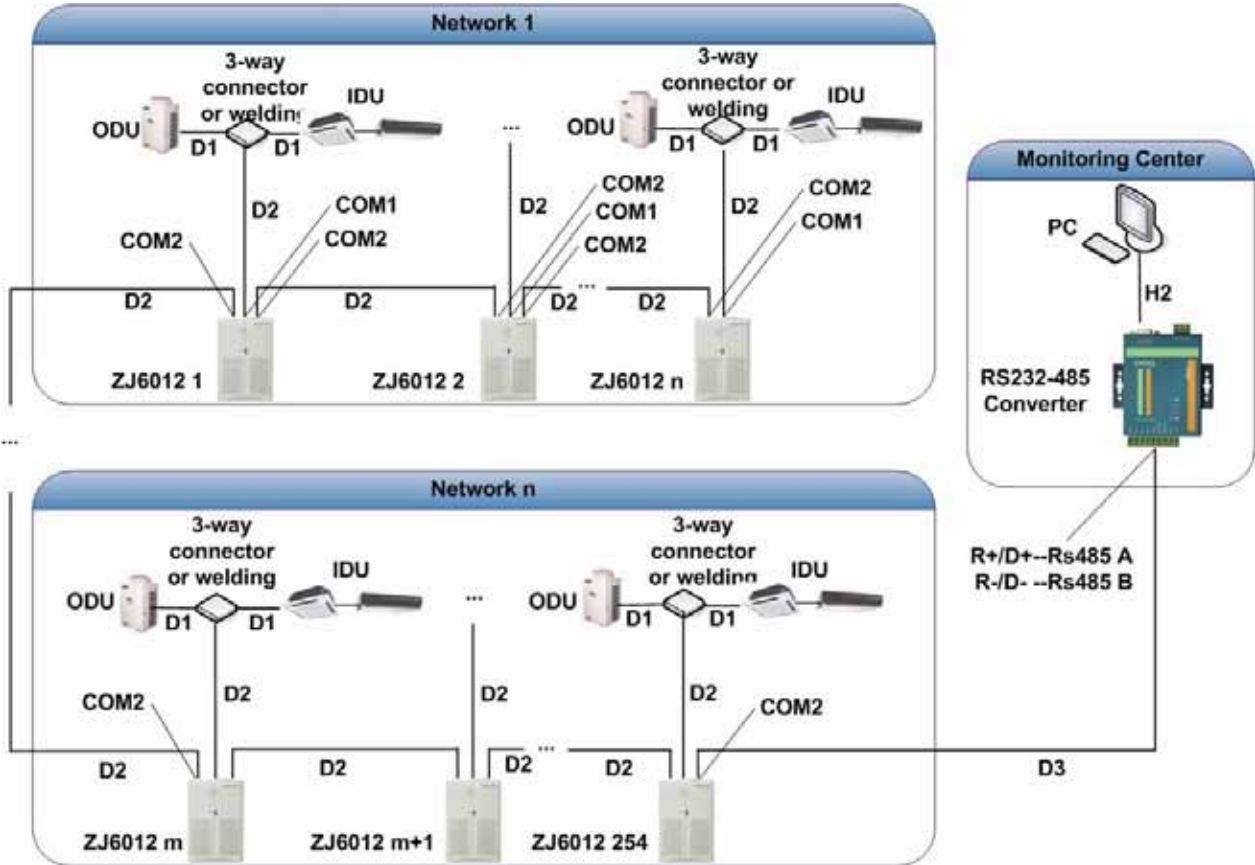 Network 1
3-way
connector
or welding
IDU
ODU
D1
D1
D2
COM2
COM1
COM2
D2
ZJ6012 1
...
D2
COM2
COM1
COM2
D2
ZJ6012 2
D2
...
D2
3-way
connector or
welding
IDU
ODU
D1
D1
D2
COM2
COM1
ZJ6012 n
Monitoring Center
PC
H2
RS232-485
Converter
R+/D+--Rs485 A
R-/D- --Rs485 B
D3
...
Network n
3-way
connector
or welding
IDU
ODU
D1
D1
D2
COM2
D2
ZJ6012 m
...
D2
D2
ZJ6012 m+1
...
D2
D2
3-way
connector
or welding
IDU
ODU
D1
D1
D2
COM2
ZJ6012 254